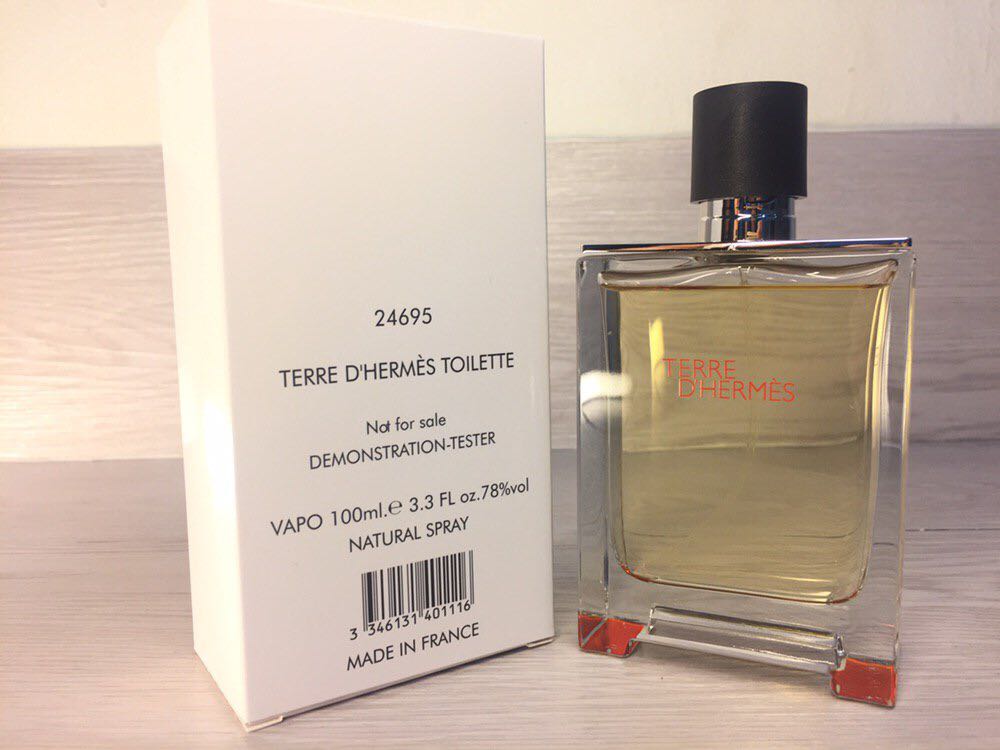 24695
TERRE D'HERMÈS TOILETTE
Not for sale
DEMONSTRATION-TESTER
VAPO 100ml.e 3.3 FL oz.78%vol
NATURAL SPRAY
3 346131 401116
MADE IN FRANCE
TERRE
D'HERMÈS